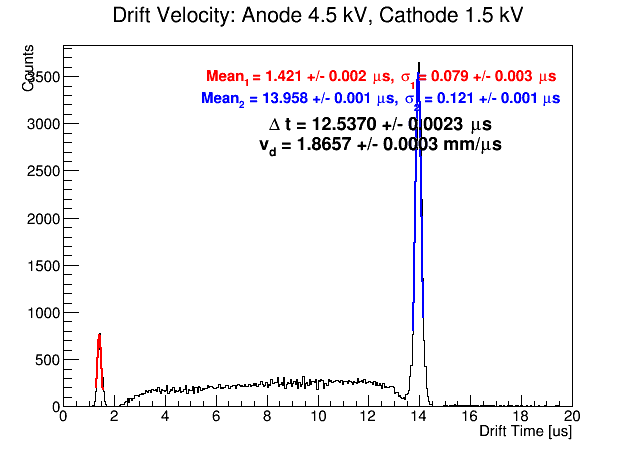 Drift Velocity: Anode 4.5 kV, Cathode 1.5 kV
Counts
Mean1 = 1.421 +/- 0.002 μs, σ1 = 0.079 +/- 0.003 μs
Mean2 = 13.958 +/- 0.001 μs, σ2 = 0.121 +/- 0.001 μs
Δ t = 12.5370 +/- 0.0023 μs
vd = 1.8657 +/- 0.0003 mm/μs
3500
3000
2500
2000
1500
1000
500
0
0 2 4 6 8 10 12 14 16 18 20
Drift Time [us]